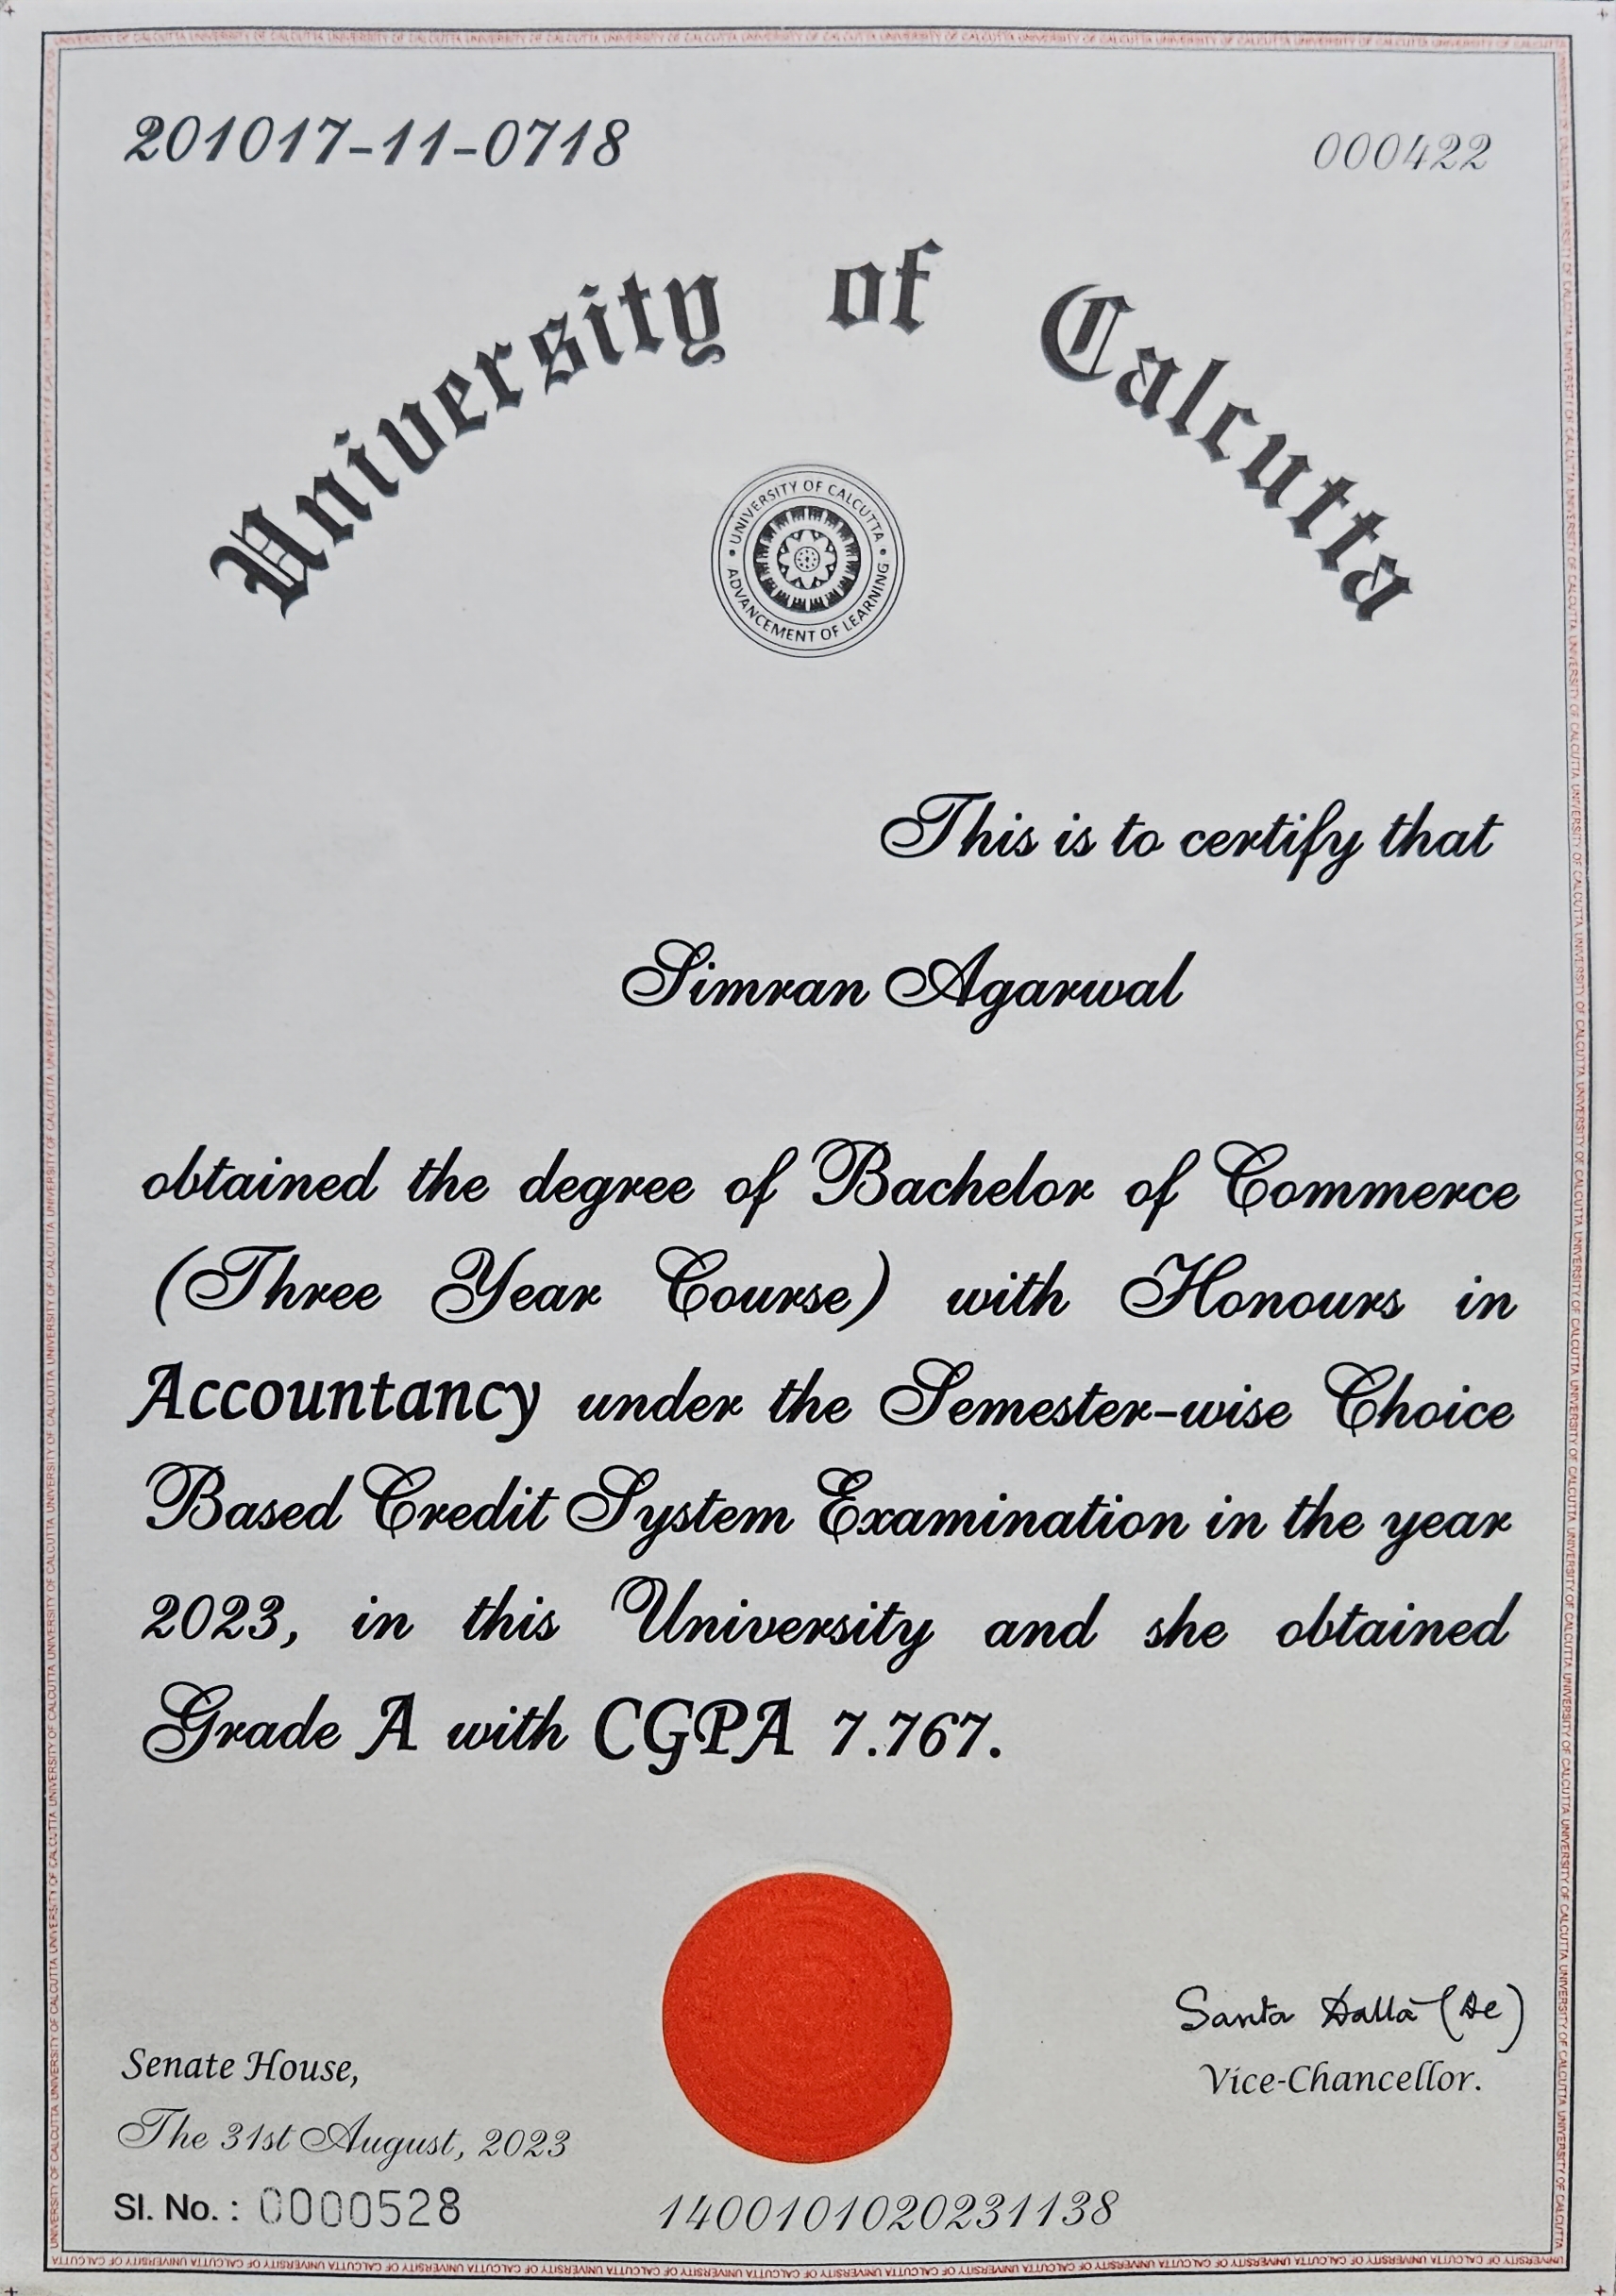 201017-11-0718
000422
University of Calcutta
UNIVERSITY OF CALCUTTA
ADVANCEMENT OF LEARNING
This is to certify that
Simran Agarwal
obtained the degree of Bachelor of Commerce
(Three Year Course) with Honours in
Accountancy under the Semester-wise Choice
Based Credit System Examination in the year
2023, in this University and she obtained
Grade A with CGPA 7.767.
Santa Datta (De)
Vice-Chancellor.
Senate House,
The 31st August, 2023
Sl. No. : 0000528
1400101020231138